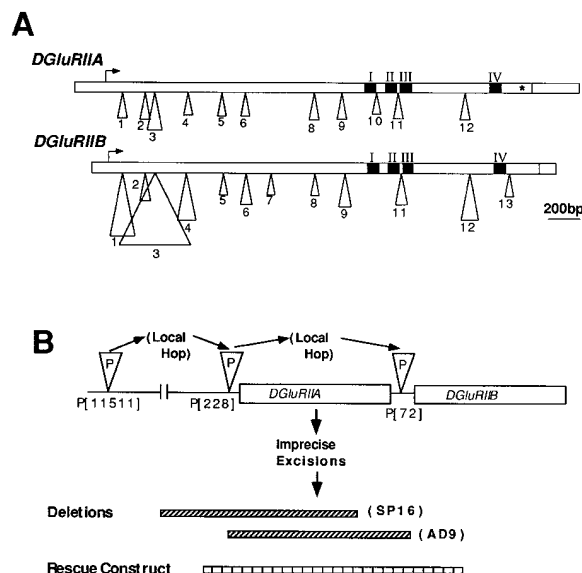 A
DGluRIIA
I II III IV
*
1 2 3 4 5 6 8 9 10 11 12
DGluRIIB
I II III IV
1 2 3 4 5 6 7 8 9 11 12 13
200bp
B
(Local Hop) (Local Hop)
P P P
P[11511] P[228] DGluRIIA P[72] DGluRIIB
Imprecise
Excisions
Deletions (SP16)
(AD9)
Rescue Construct